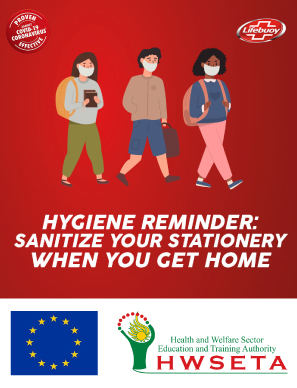 PROVEN
AGAINST
COVID-19
CORONAVIRUS
EFFECTIVE
Lifebuoy
HYGIENE REMINDER:
SANITIZE YOUR STATIONERY
WHEN YOU GET HOME
Health and Welfare Sector
Education and Training Authority
HWSETA